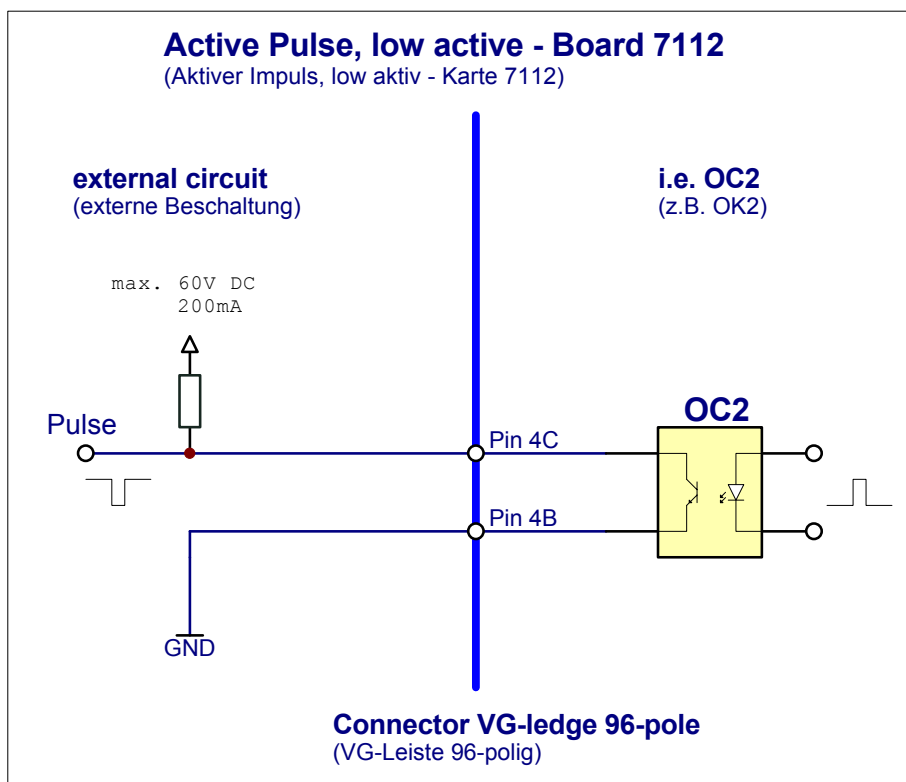 Active Pulse, low active - Board 7112
(Aktiver Impuls, low aktiv - Karte 7112)
external circuit
(externe Beschaltung)
i.e. OC2
(z.B. OK2)
max. 60V DC
200mA
OC2
Pulse
Pin 4C
Pin 4B
GND
Connector VG-ledge 96-pole
(VG-Leiste 96-polig)